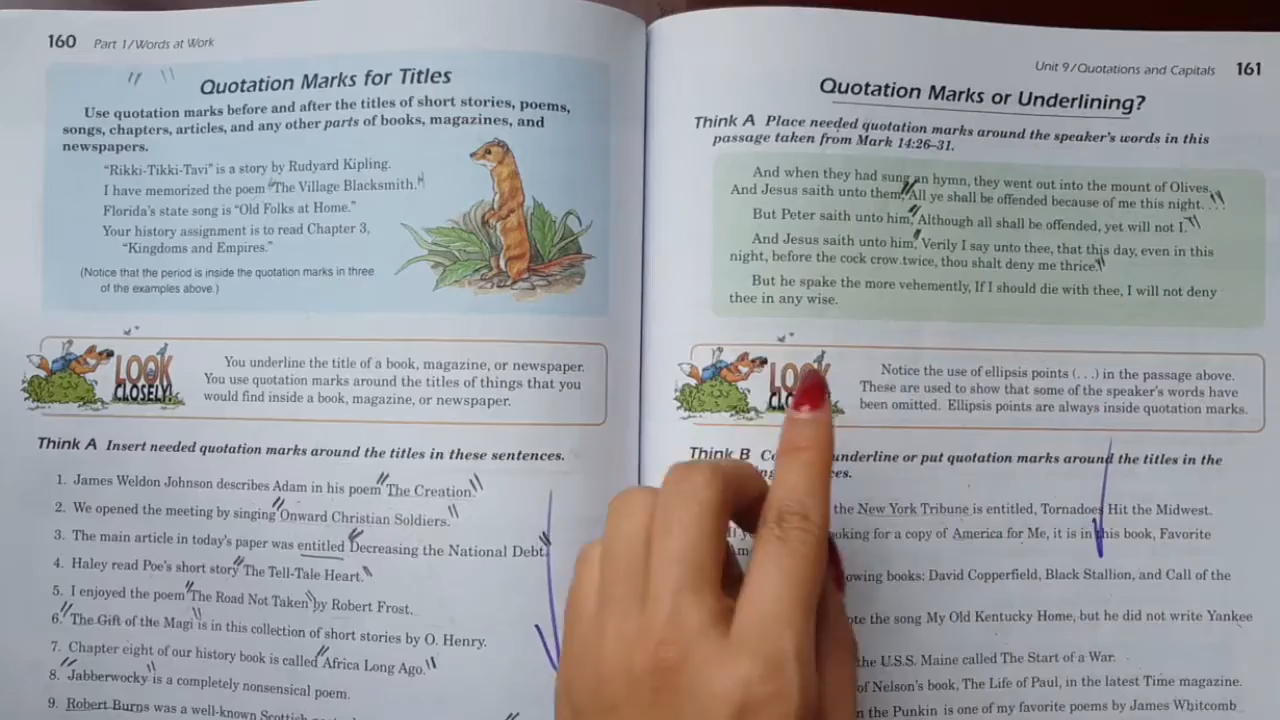 160 Part 1/Words at Work
Quotation Marks for Titles
Use quotation marks before and after the titles of short stories, poems,
songs, chapters, articles, and any other parts of books, magazines, and
newspapers.
“Rikki-Tikki-Tavi” is a story by Rudyard Kipling.
I have memorized the poem "The Village Blacksmith."
Florida's state song is “Old Folks at Home.”
Your history assignment is to read Chapter 3,
“Kingdoms and Empires.”
(Notice that the period is inside the quotation marks in three
of the examples above.)
LOOK
CLOSELY!
You underline the title of a book, magazine, or newspaper.
You use quotation marks around the titles of things that you
would find inside a book, magazine, or newspaper.
Think A Insert needed quotation marks around the titles in these sentences.
1. James Weldon Johnson describes Adam in his poem "The Creation."
2. We opened the meeting by singing "Onward Christian Soldiers."
3. The main article in today's paper was entitled "Decreasing the National Debt."
4. Haley read Poe's short story "The Tell-Tale Heart."
5. I enjoyed the poem "The Road Not Taken" by Robert Frost.
6. "The Gift of the Magi" is in this collection of short stories by O. Henry.
7. Chapter eight of our history book is called "Africa Long Ago."
8. "Jabberwocky" is a completely nonsensical poem.
9. Robert Burns was a well-known Scottish
Unit 9/Quotations and Capitals 161
Quotation Marks or Underlining?
Think A Place needed quotation marks around the speaker's words in this
passage taken from Mark 14:26–31.
And when they had sung an hymn, they went out into the mount of Olives.
And Jesus saith unto them, "All ye shall be offended because of me this night. . . ."
But Peter saith unto him, "Although all shall be offended, yet will not I."
And Jesus saith unto him, "Verily I say unto thee, that this day, even in this
night, before the cock crow twice, thou shalt deny me thrice."
But he spake the more vehemently, If I should die with thee, I will not deny
thee in any wise.
LOOK
Notice the use of ellipsis points (. . .) in the passage above.
These are used to show that some of the speaker's words have
been omitted. Ellipsis points are always inside quotation marks.
Think B underline or put quotation marks around the titles in the
the New York Tribune is entitled, Tornadoes Hit the Midwest.
for a copy of America for Me, it is in this book, Favorite
books: David Copperfield, Black Stallion, and Call of the
the song My Old Kentucky Home, but he did not write Yankee
the U.S.S. Maine called The Start of a War.
of Nelson's book, The Life of Paul, in the latest Time magazine.
the Punkin is one of my favorite poems by James Whitcomb